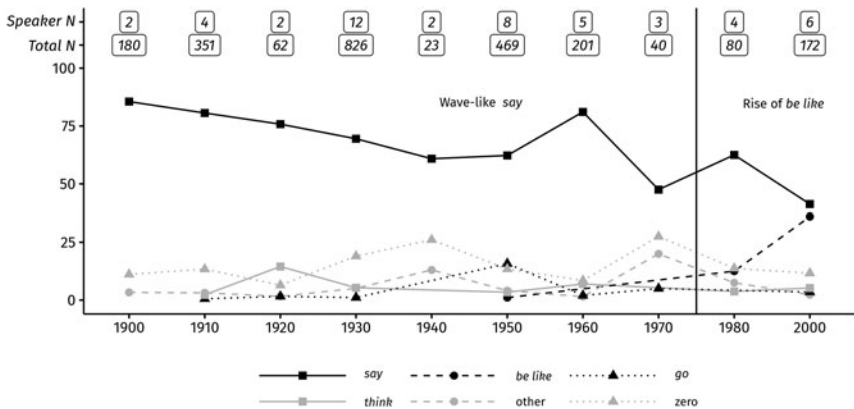 Speaker N 2 4 2 12 2 8 5 3 4 6
Total N 180 351 62 826 23 469 201 40 80 172
100
Wave-like say Rise of be like
75
50
25
0
1900 1910 1920 1930 1940 1950 1960 1970 1980 2000
say be like go
think other zero